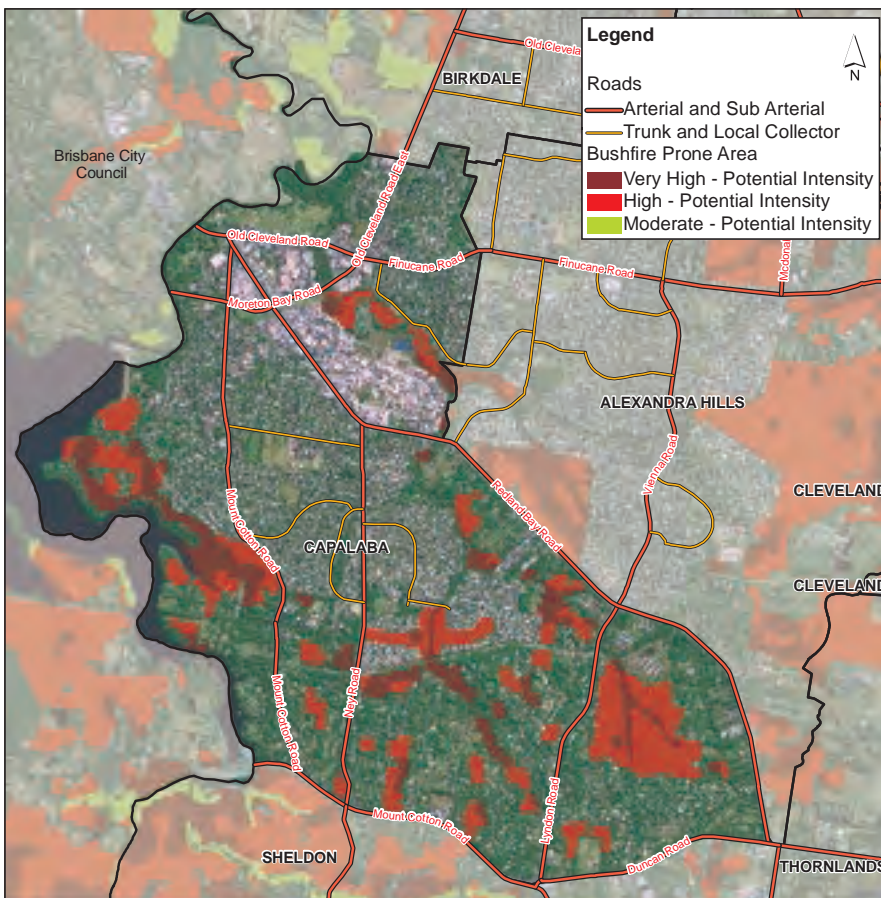 Legend
N
Roads
Arterial and Sub Arterial
Trunk and Local Collector
Bushfire Prone Area
Very High - Potential Intensity
High - Potential Intensity
Moderate - Potential Intensity
Old Cleveland
BIRKDALE
Brisbane City
Council
Old Cleveland Road East
Old Cleveland Road
Finucane Road
Finucane Road
Moreton Bay Road
ALEXANDRA HILLS
Vienna Road
CLEVELAND
Redland Bay Road
Mount Cotton Road
CAPALABA
CLEVELAND
Ney Road
Mount Cotton Road
Lyndon Road
Mount Cotton Road
Duncan Road
SHELDON
THORNLANDS